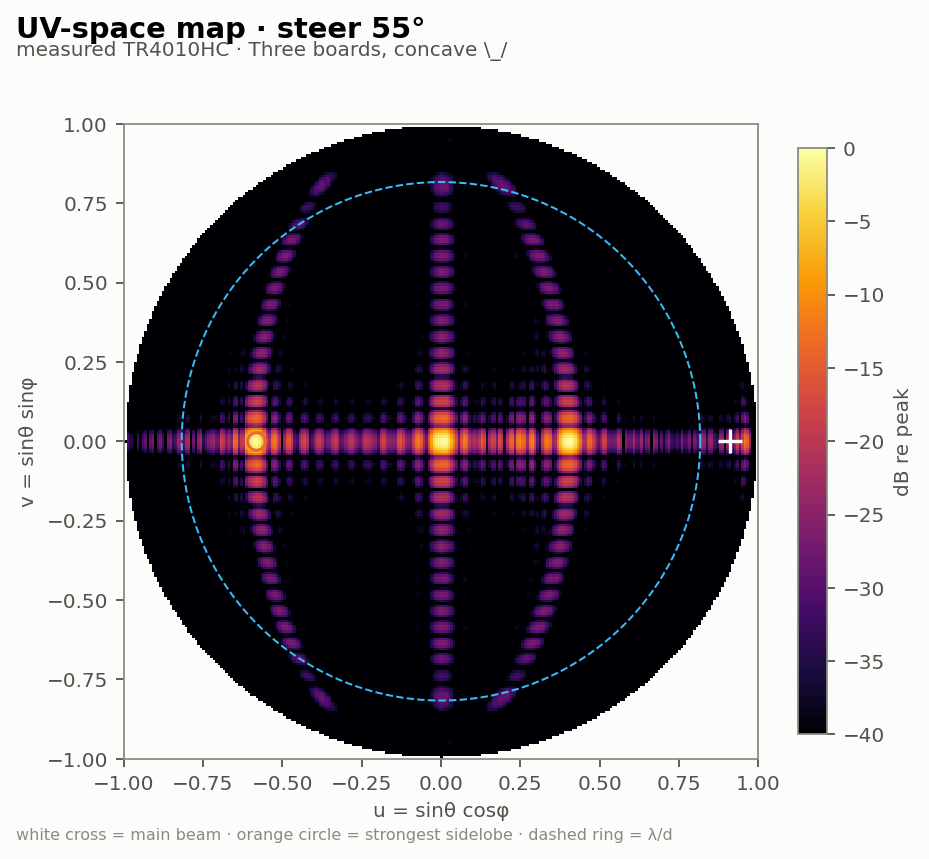 UV-space map · steer 55°
measured TR4010HC · Three boards, concave \_/
1.00
0.75
0.50
0.25
0.00
−0.25
−0.50
−0.75
−1.00
v = sinθ sinφ
−1.00 −0.75 −0.50 −0.25 0.00 0.25 0.50 0.75 1.00
u = sinθ cosφ
0
−5
−10
−15
−20
−25
−30
−35
−40
dB re peak
white cross = main beam · orange circle = strongest sidelobe · dashed ring = λ/d